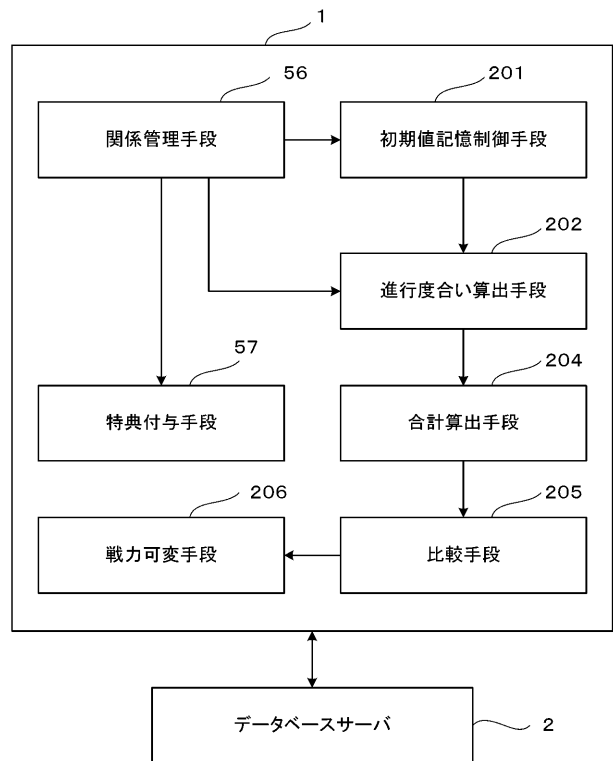 1
56
201
関係管理手段
初期値記憶制御手段
202
進行度合い算出手段
57
204
特典付与手段
合計算出手段
206
205
戦力可変手段
比較手段
データベースサーバ
2